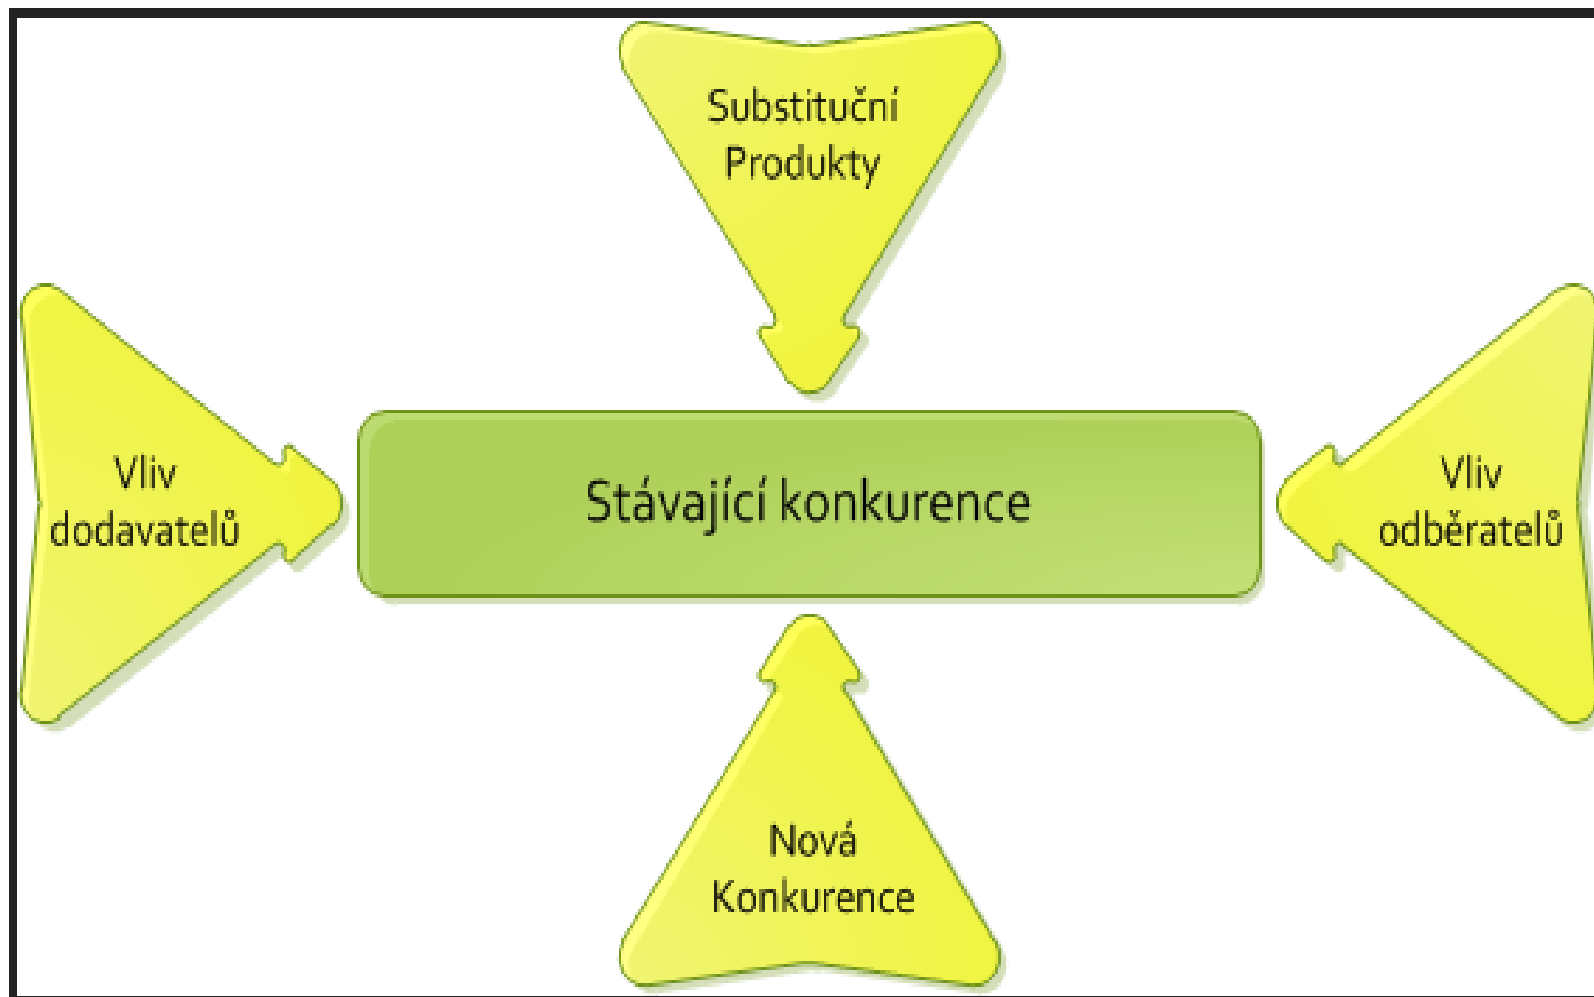 Substituční
Produkty
Vliv
dodavatelů
Stávající konkurence
Vliv
odběratelů
Nová
Konkurence